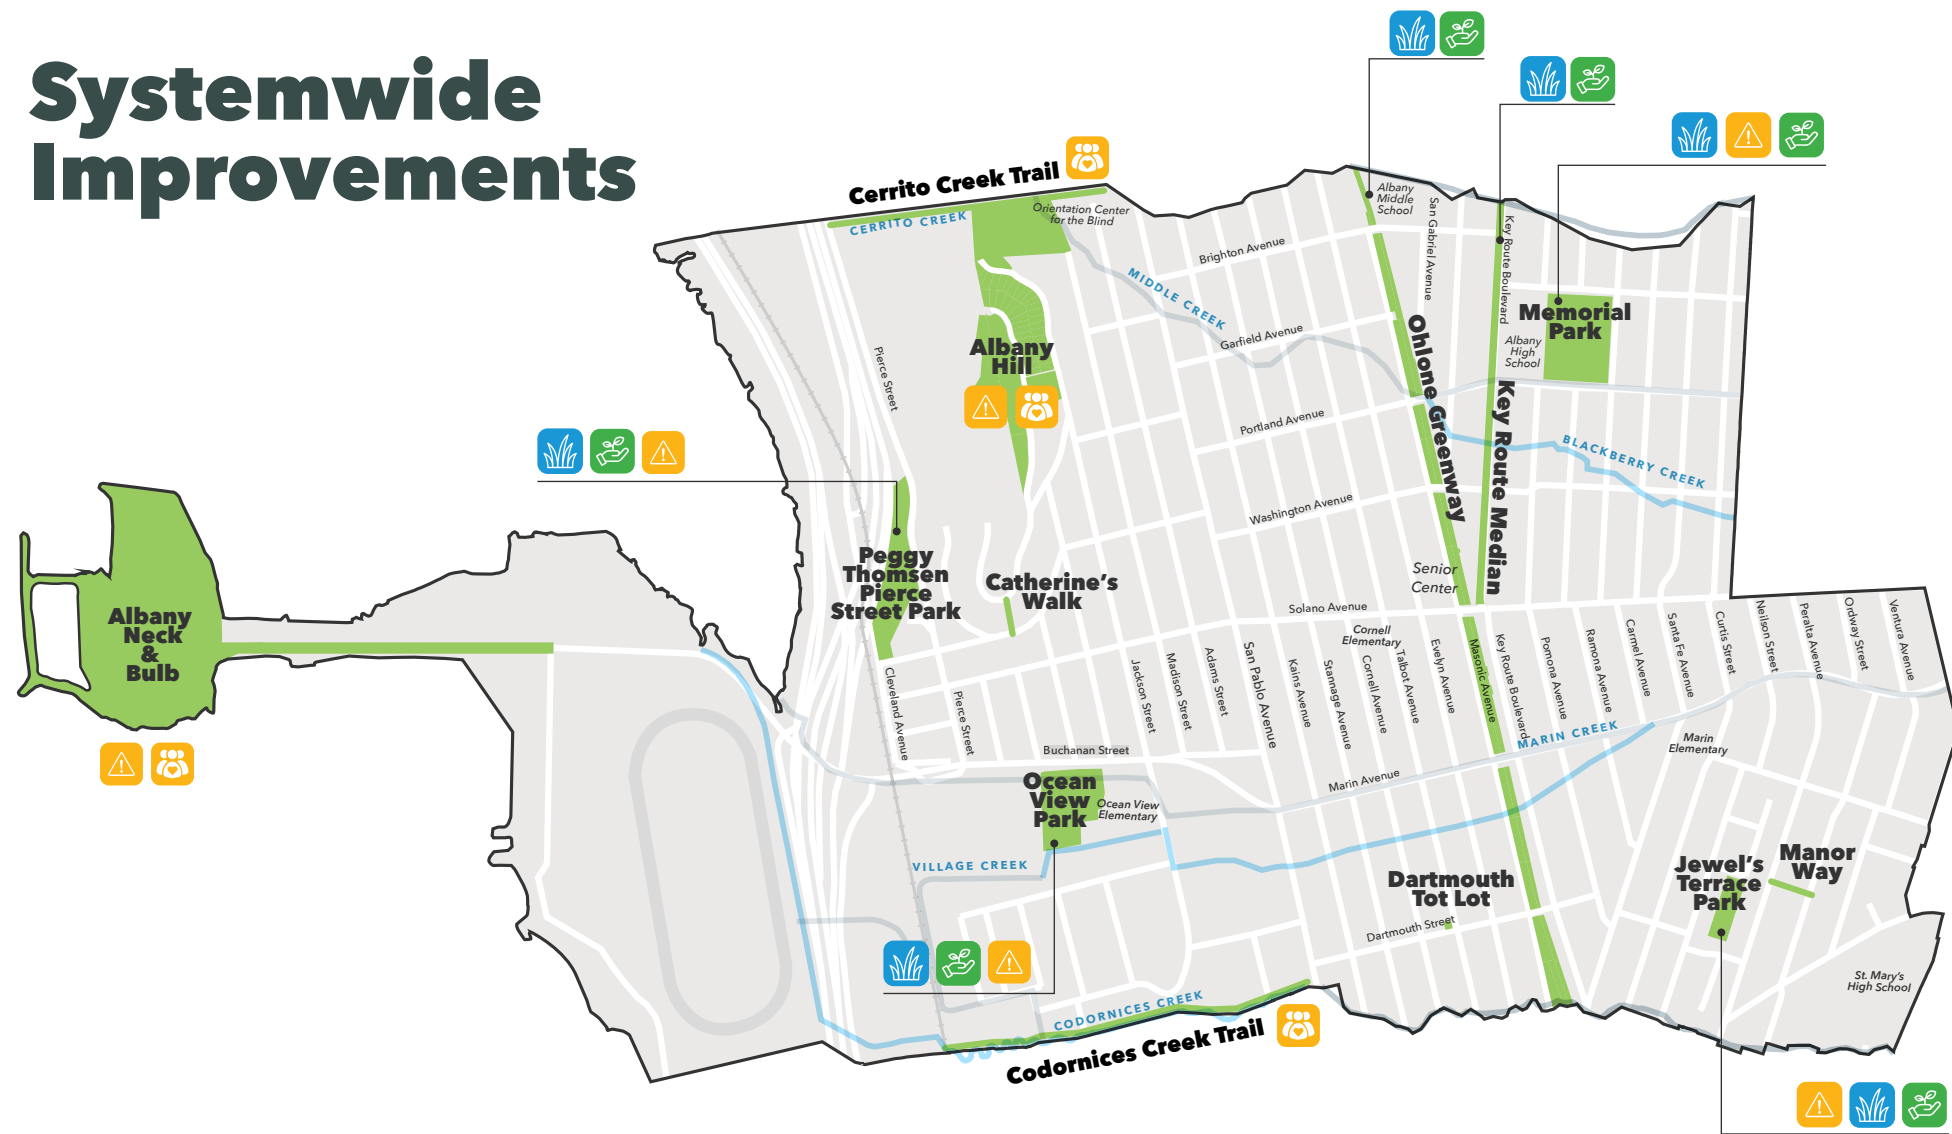 Systemwide
Improvements
Cerrito Creek Trail
CERRITO CREEK
Orientation Center
for the Blind
Albany
Middle
School
San Gabriel Avenue
Key Route Boulevard
Brighton Avenue
MIDDLE CREEK
Memorial
Park
Albany
High
School
Garfield Avenue
Pierce Street
Albany
Hill
Ohlone Greenway
Key Route Median
Portland Avenue
BLACKBERRY CREEK
Washington Avenue
Peggy
Thomsen
Pierce
Street Park
Catherine's
Walk
Senior
Center
Solano Avenue
Albany
Neck
&
Bulb
Cornell
Elementary
Cleveland Avenue
Pierce Street
Jackson Street
Madison Street
Adams Street
San Pablo Avenue
Kains Avenue
Stannage Avenue
Cornell Avenue
Talbot Avenue
Evelyn Avenue
Masonic Avenue
Key Route Boulevard
Pomona Avenue
Ramona Avenue
Carmel Avenue
Santa Fe Avenue
Curtis Street
Neilson Street
Peralta Avenue
Ordway Street
Ventura Avenue
Buchanan Street
MARIN CREEK
Marin
Elementary
Marin Avenue
Ocean
View
Park
Ocean View
Elementary
VILLAGE CREEK
Dartmouth
Tot Lot
Dartmouth Street
Jewel's
Terrace
Park
Manor
Way
St. Mary's
High School
CODORNICES CREEK
Codornices Creek Trail